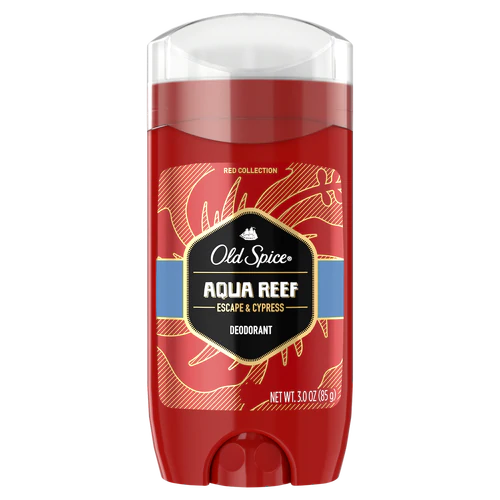 RED COLLECTION
Old Spice®
AQUA REEF
ESCAPE & CYPRESS
DEODORANT
NET WT. 3.0 OZ (85 g)